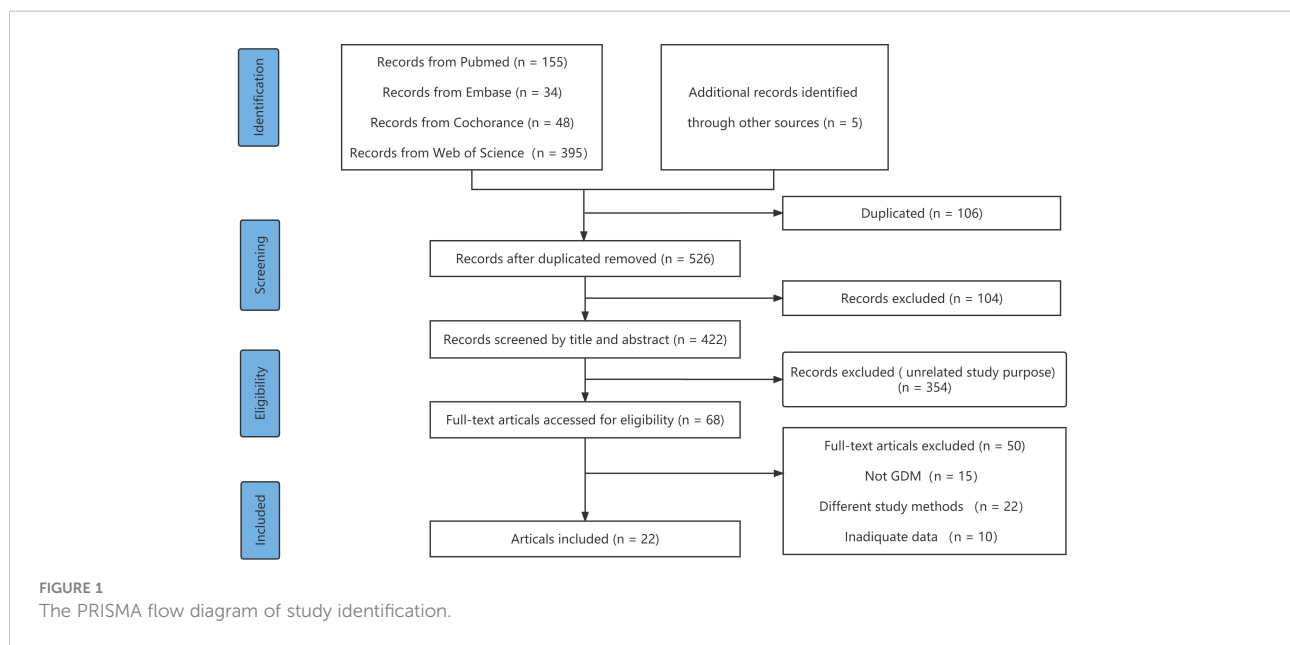 Identification
Records from Pubmed (n = 155)
Records from Embase (n = 34)
Records from Cochorance (n = 48)
Records from Web of Science (n = 395)
Additional records identified
through other sources (n = 5)
Duplicated (n = 106)
Screening
Records after duplicated removed (n = 526)
Records excluded (n = 104)
Records screened by title and abstract (n = 422)
Eligibility
Records excluded ( unrelated study purpose)
(n = 354)
Full-text articals accessed for eligibility (n = 68)
Full-text articals excluded (n = 50)
Not GDM (n = 15)
Different study methods (n = 22)
Inadiquate data (n = 10)
Included
Articals included (n = 22)
FIGURE 1
The PRISMA flow diagram of study identification.